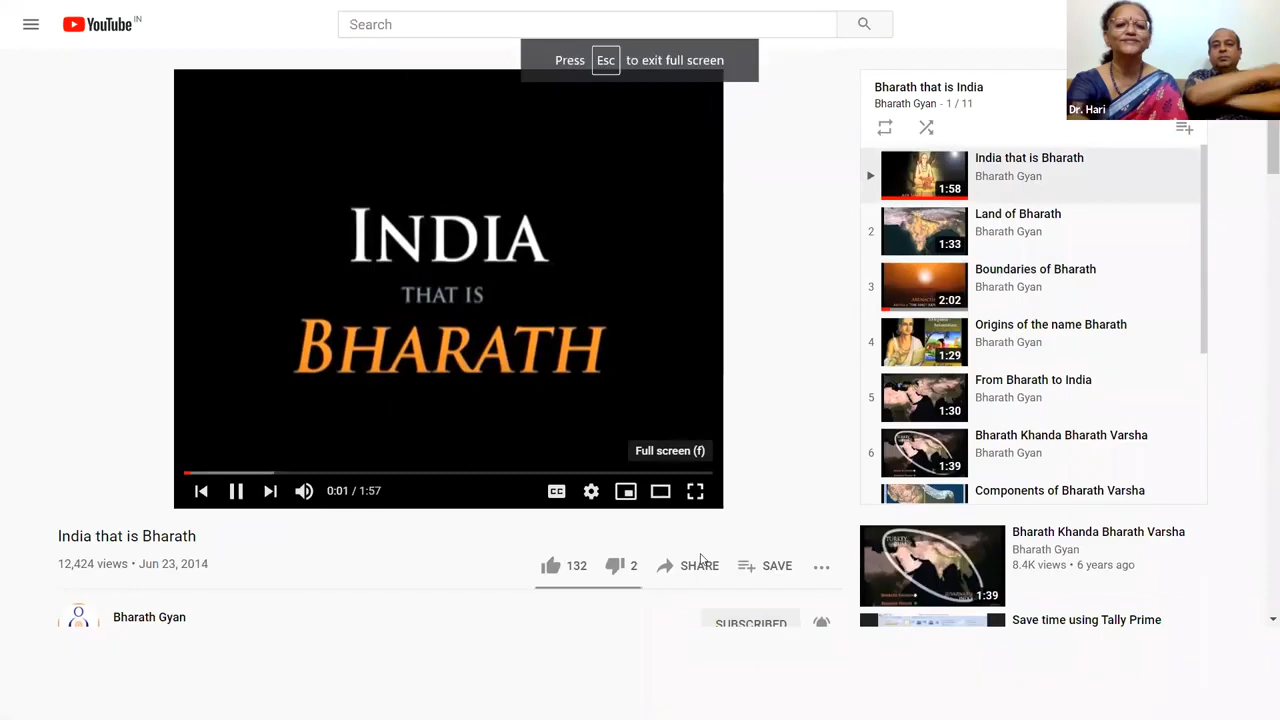 YouTube IN
Search
Press Esc to exit full screen
Dr. Hari
INDIA
THAT IS
BHARATH
Full screen (f)
0:01 / 1:57
CC
India that is Bharath
12,424 views • Jun 23, 2014
132
2
SHARE
SAVE
Bharath Gyan
SUBSCRIBED
Bharath that is India
Bharath Gyan - 1 / 11
India that is Bharath
Bharath Gyan
1:58
2
Land of Bharath
Bharath Gyan
1:33
3
Boundaries of Bharath
Bharath Gyan
2:02
4
Origins of the name Bharath
Bharath Gyan
1:29
5
From Bharath to India
Bharath Gyan
1:30
6
Bharath Khanda Bharath Varsha
Bharath Gyan
1:39
Components of Bharath Varsha
Bharath Khanda Bharath Varsha
Bharath Gyan
8.4K views • 6 years ago
TURKEY
1:39
Save time using Tally Prime